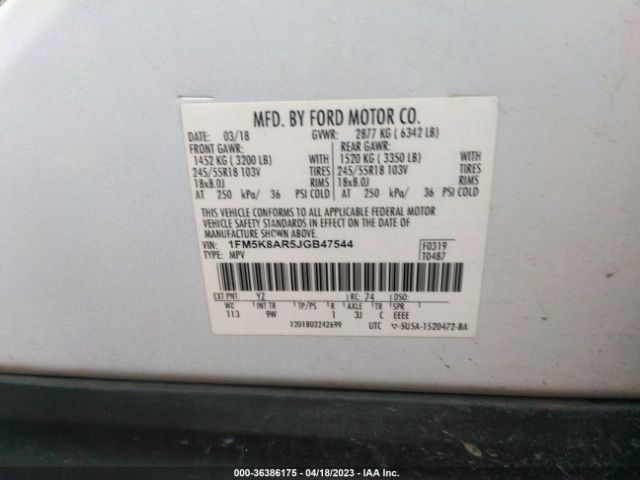 MFD. BY FORD MOTOR CO.
DATE: 03/18 GVWR: 2877 KG ( 6342 LB)
FRONT GAWR: REAR GAWR:
1452 KG ( 3200 LB) WITH 1520 KG ( 3350 LB) WITH
245/55R18 103V TIRES 245/55R18 103V TIRES
18x8.0J RIMS 18x8.0J RIMS
AT 250 kPa/ 36 PSI COLD AT 250 kPa/ 36 PSI COLD
THIS VEHICLE CONFORMS TO ALL APPLICABLE FEDERAL MOTOR
VEHICLE SAFETY STANDARDS IN EFFECT ON THE DATE OF
MANUFACTURE SHOWN ABOVE.
VIN: 1FM5K8AR5JGB47544 F0319
TYPE: MPV T0487
EXT PNT: YZ RC: 74 DSO:
WB INT TR TP/PS R AXLE TR SPR
113 9W 1 3J C EEEE
1201803242699 UTC ▽-5U5A-1520472-BA
000-36386175 - 04/18/2023 - IAA Inc.